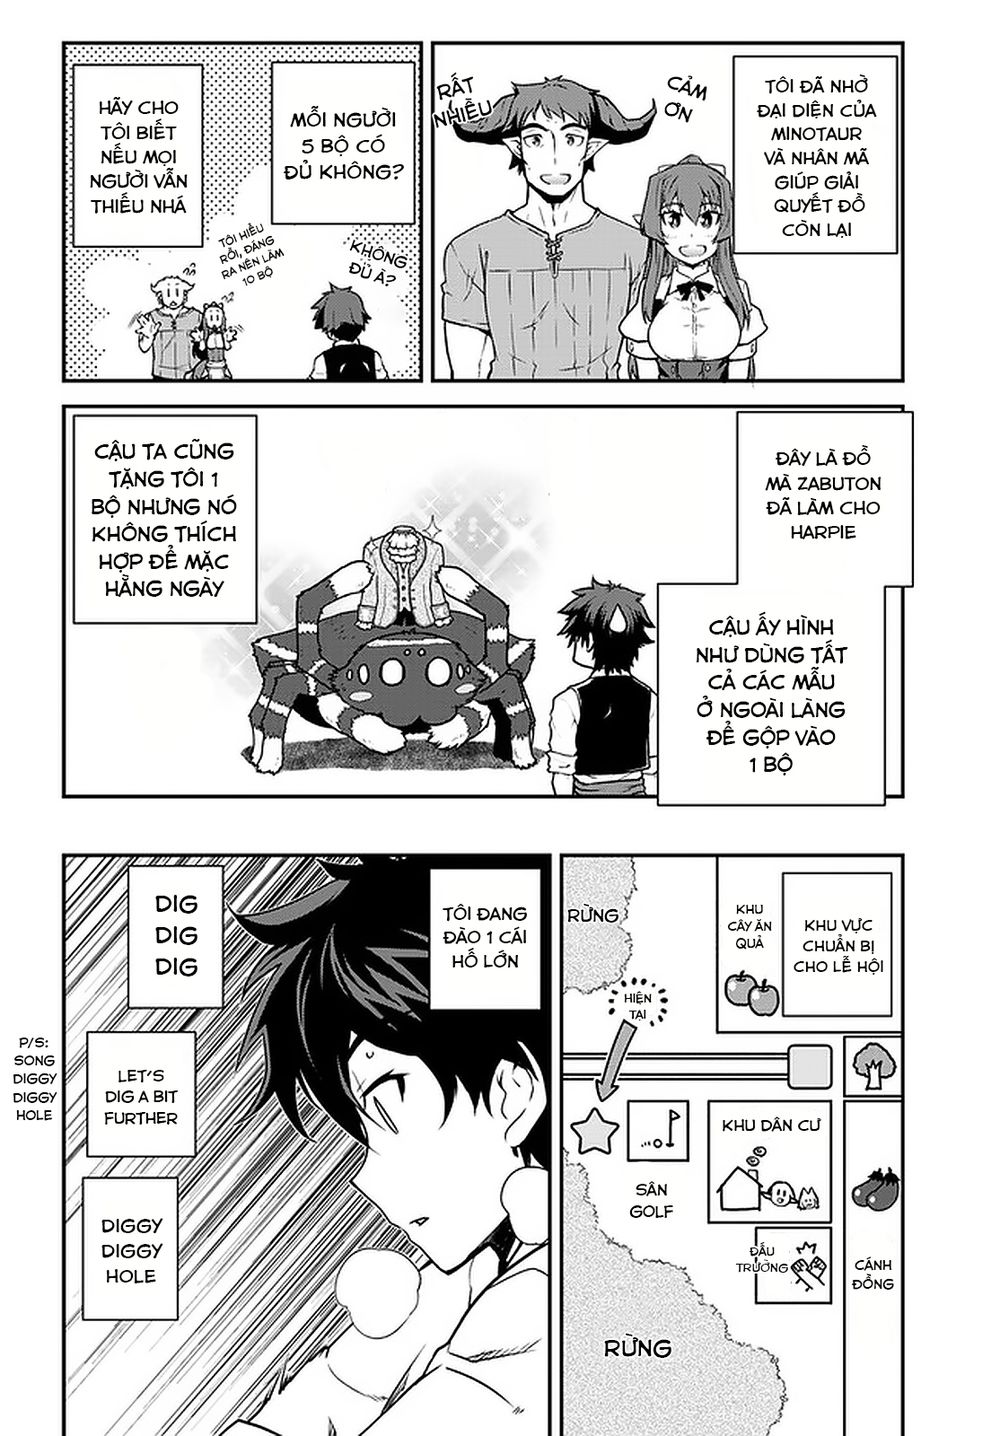 TÔI ĐÃ NHỜ
ĐẠI DIỆN CỦA
MINOTAUR
VÀ NHÂN MÃ
GIÚP GIẢI
QUYẾT ĐỒ
CÒN LẠI
CẢM
ƠN
RẤT
NHIỀU
MỖI NGƯỜI
5 BỘ CÓ
ĐỦ KHÔNG?
HÃY CHO
TÔI BIẾT
NẾU MỌI
NGƯỜI VẪN
THIẾU NHÁ
KHÔNG
ĐỦ À?
TÔI HIỂU
RỒI, ĐÁNG
RA NÊN LÀM
10 BỘ
ĐÂY LÀ ĐỒ
MÀ ZABUTON
ĐÃ LÀM CHO
HARPIE
CẬU ẤY HÌNH
NHƯ DÙNG TẤT
CẢ CÁC MẪU
Ở NGOÀI LÀNG
ĐỂ GỘP VÀO
1 BỘ
CẬU TA CŨNG
TẶNG TÔI 1
BỘ NHƯNG NÓ
KHÔNG THÍCH
HỢP ĐỂ MẶC
HẰNG NGÀY
KHU VỰC
CHUẨN BỊ
CHO LỄ HỘI
KHU
CÂY ĂN
QUẢ
RỪNG
HIỆN
TẠI
KHU DÂN CƯ
SÂN
GOLF
ĐẤU
TRƯỜNG
CÁNH
ĐỒNG
RỪNG
TÔI ĐANG
ĐÀO 1 CÁI
HỐ LỚN
DIG
DIG
DIG
LET'S
DIG A BIT
FURTHER
DIGGY
DIGGY
HOLE
P/S:
SONG
DIGGY
DIGGY
HOLE